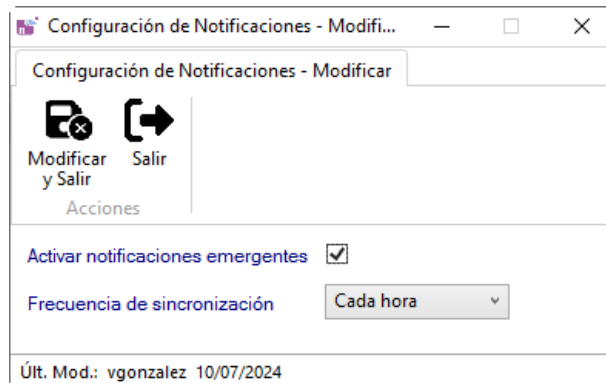 Configuración de Notificaciones - Modifi...
Configuración de Notificaciones - Modificar
Modificar y Salir
Salir
Acciones
Activar notificaciones emergentes
Frecuencia de sincronización Cada hora
Últ. Mod.: vgonzalez 10/07/2024